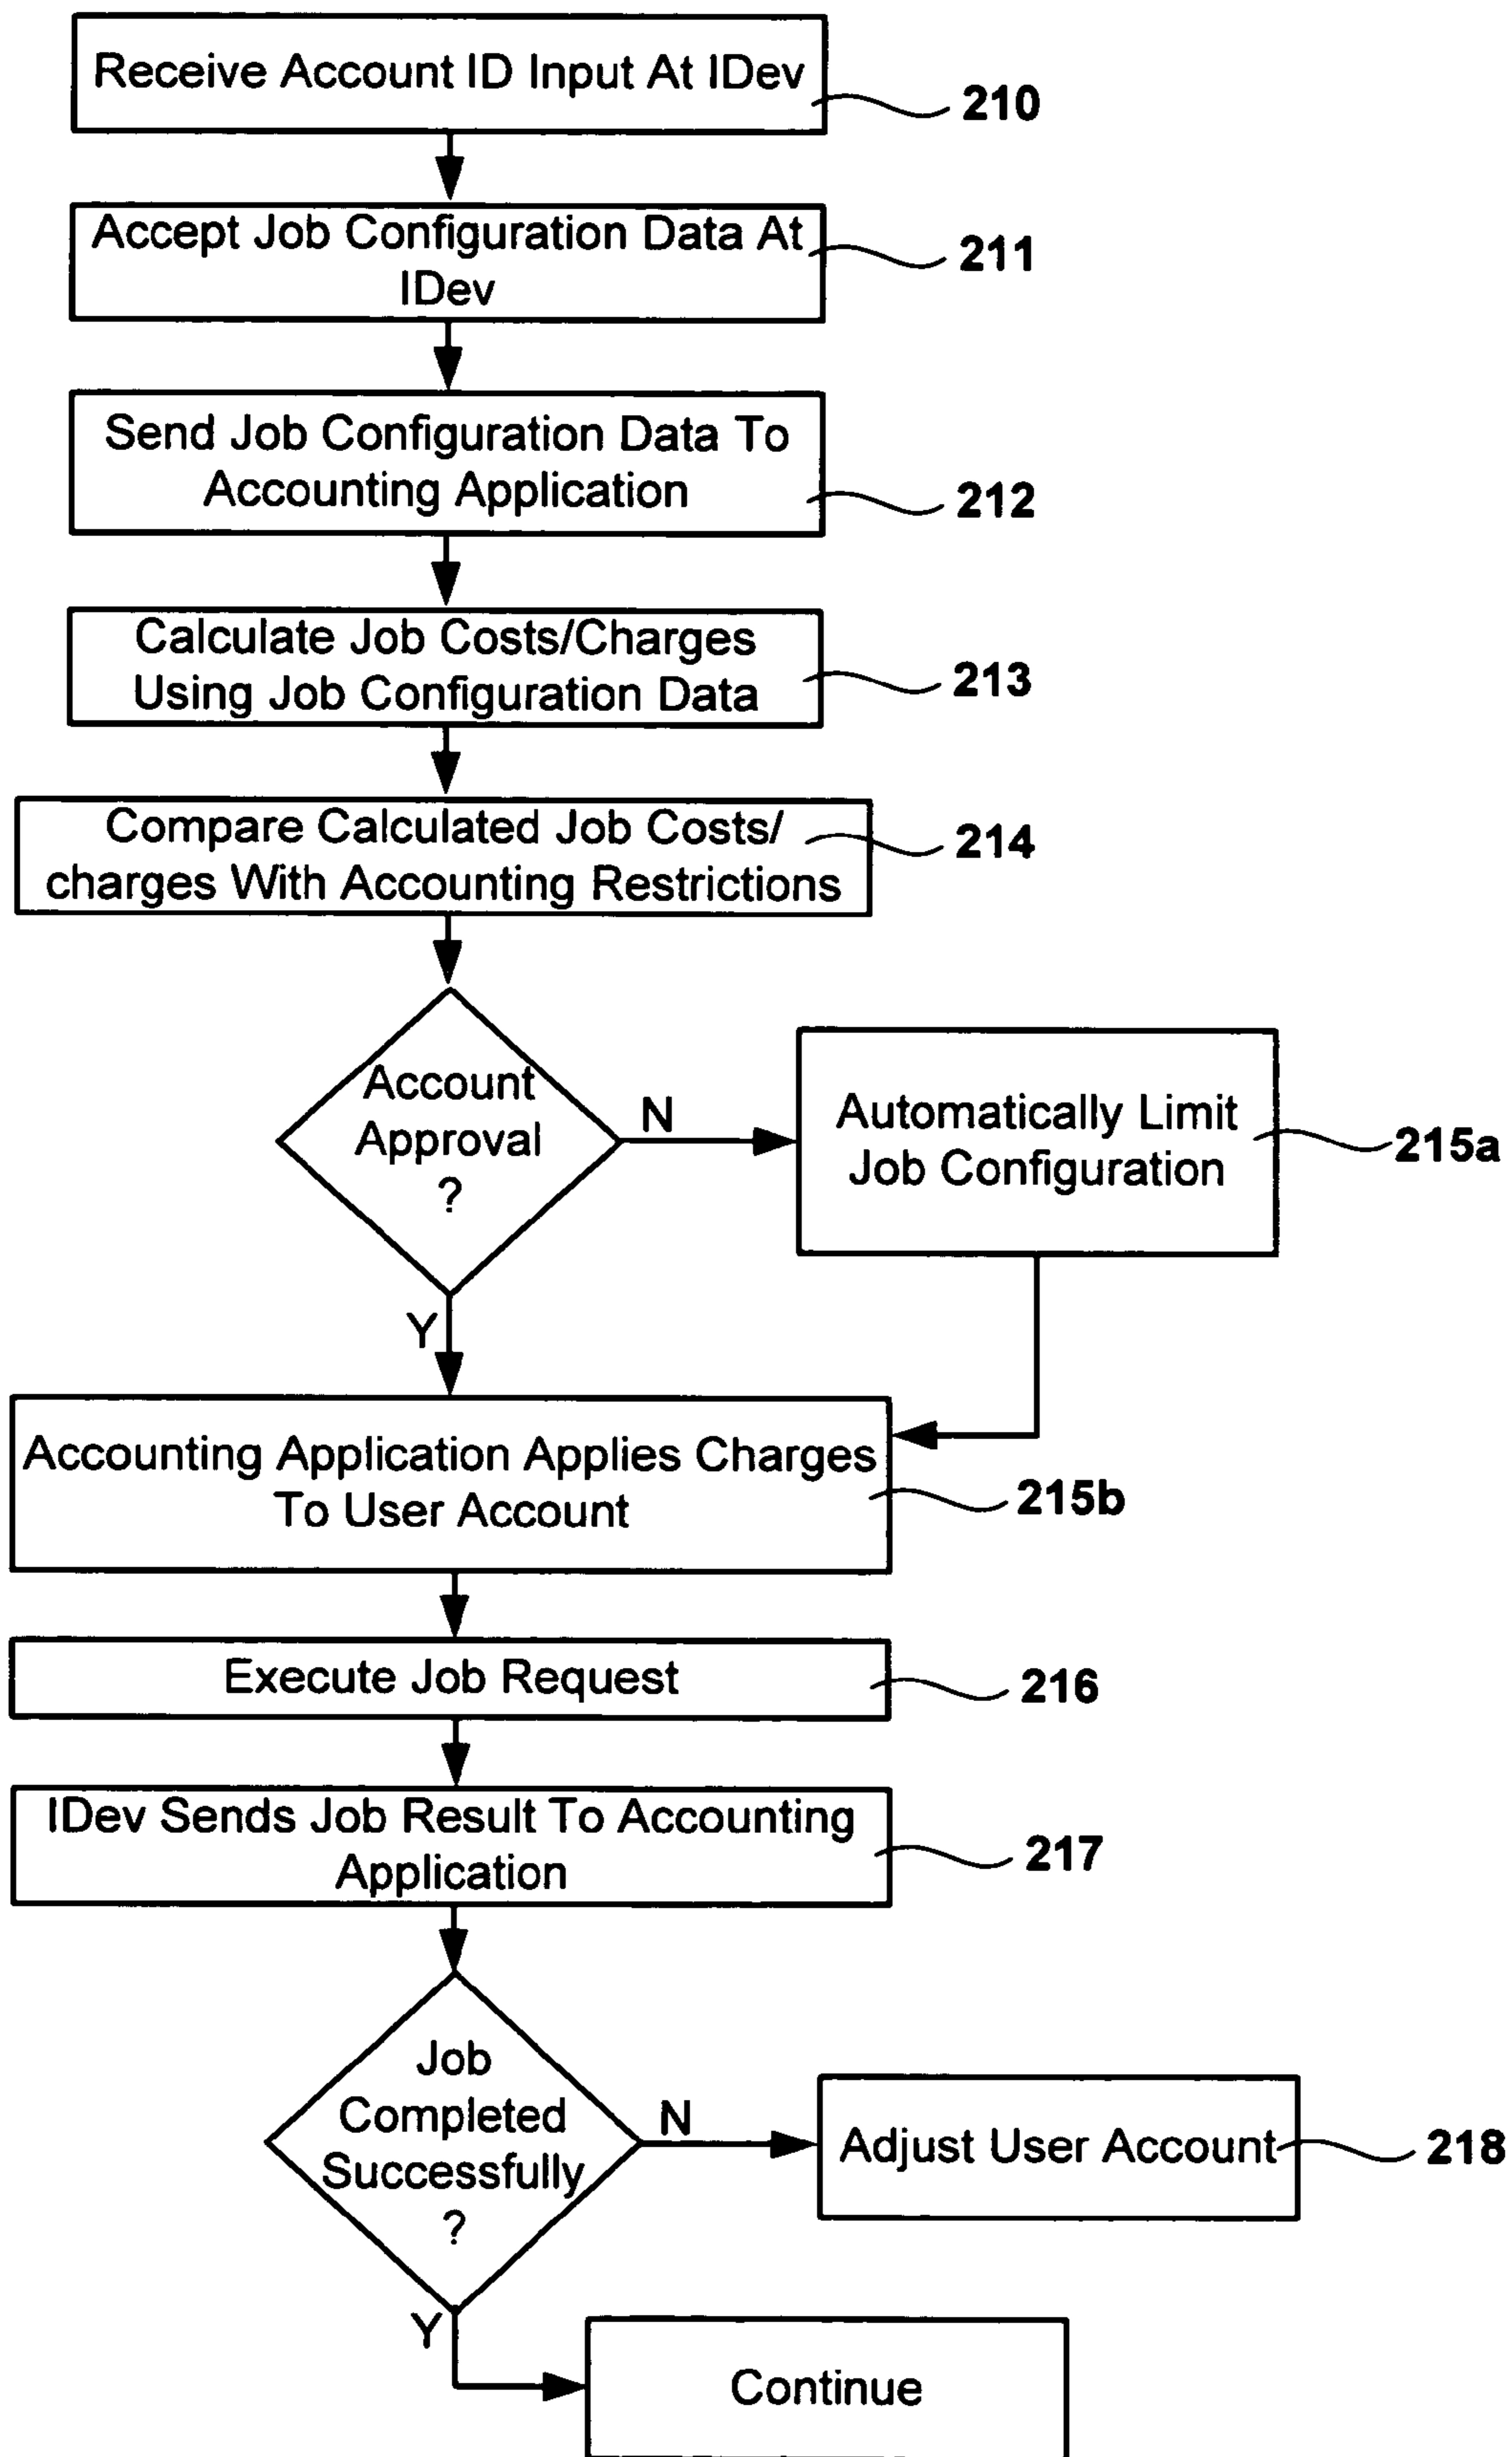 Receive Account ID Input At IDev
210
Accept Job Configuration Data At
IDev
211
Send Job Configuration Data To
Accounting Application
212
Calculate Job Costs/Charges
Using Job Configuration Data
213
Compare Calculated Job Costs/
charges With Accounting Restrictions
214
Account
Approval
?
N
Automatically Limit
Job Configuration
215a
Y
Accounting Application Applies Charges
To User Account
215b
Execute Job Request
216
IDev Sends Job Result To Accounting
Application
217
Job
Completed
Successfully
?
N
Adjust User Account
218
Y
Continue